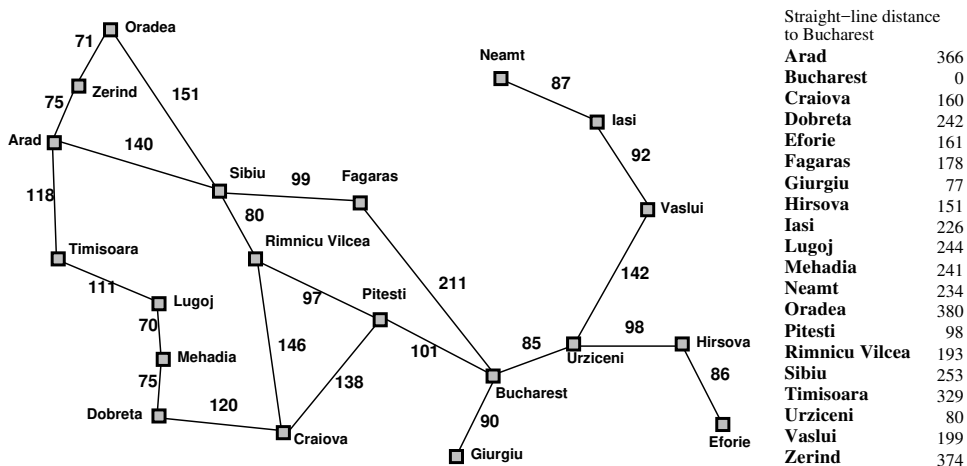 Oradea
71
Zerind
75
151
Arad
140
118
Sibiu
99
Fagaras
80
Rimnicu Vilcea
Timisoara
111
Lugoj
70
Mehadia
75
Dobreta
120
Craiova
146
97
Pitesti
138
101
211
Bucharest
90
Giurgiu
85
Urziceni
142
98
Hirsova
86
Eforie
Vaslui
92
Iasi
87
Neamt
Straight−line distance
to Bucharest
Arad 366
Bucharest 0
Craiova 160
Dobreta 242
Eforie 161
Fagaras 178
Giurgiu 77
Hirsova 151
Iasi 226
Lugoj 244
Mehadia 241
Neamt 234
Oradea 380
Pitesti 98
Rimnicu Vilcea 193
Sibiu 253
Timisoara 329
Urziceni 80
Vaslui 199
Zerind 374